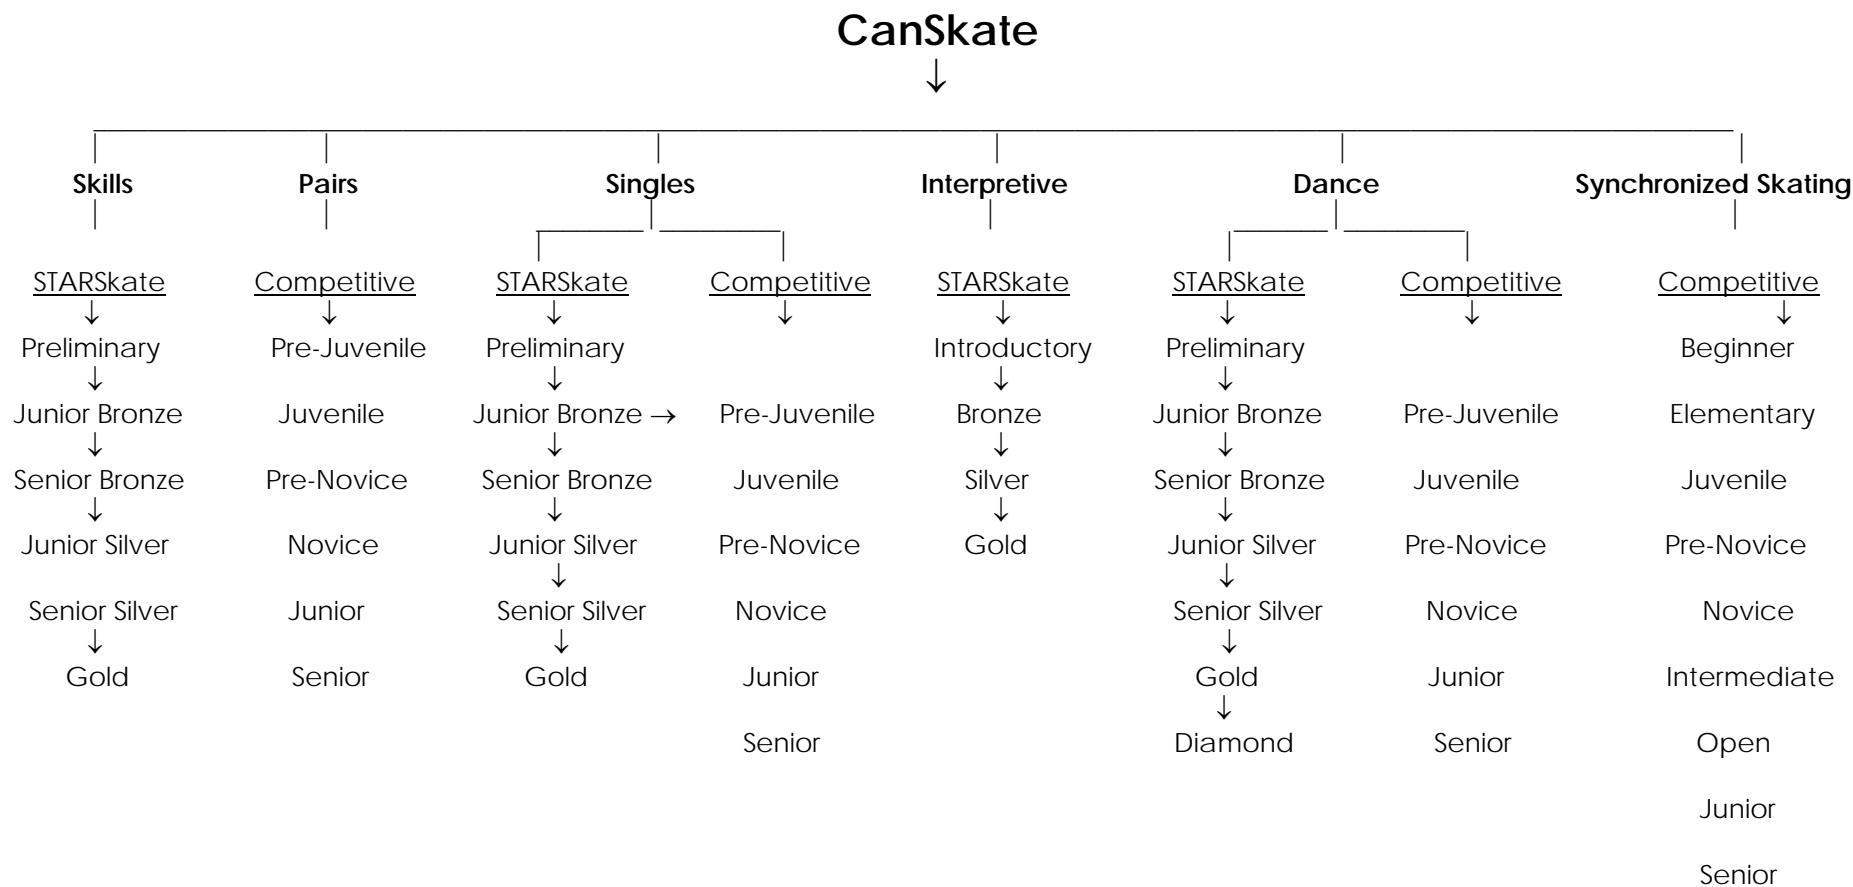 CanSkate
↓
Skills Pairs Singles Interpretive Dance Synchronized Skating
STARSkate Competitive STARSkate Competitive STARSkate STARSkate Competitive Competitive
↓ ↓ ↓ ↓ ↓ ↓ ↓ ↓
Preliminary Pre-Juvenile Preliminary Introductory Preliminary Beginner
↓ ↓ ↓ ↓
Junior Bronze Juvenile Junior Bronze → Pre-Juvenile Bronze Junior Bronze Pre-Juvenile Elementary
↓ ↓ ↓ ↓
Senior Bronze Pre-Novice Senior Bronze Juvenile Silver Senior Bronze Juvenile Juvenile
↓ ↓ ↓ ↓
Junior Silver Novice Junior Silver Pre-Novice Gold Junior Silver Pre-Novice Pre-Novice
↓ ↓
Senior Silver Junior Senior Silver Novice Senior Silver Novice Novice
↓ ↓ ↓
Gold Senior Gold Junior Gold Junior Intermediate
↓
Senior Diamond Senior Open
Junior
Senior